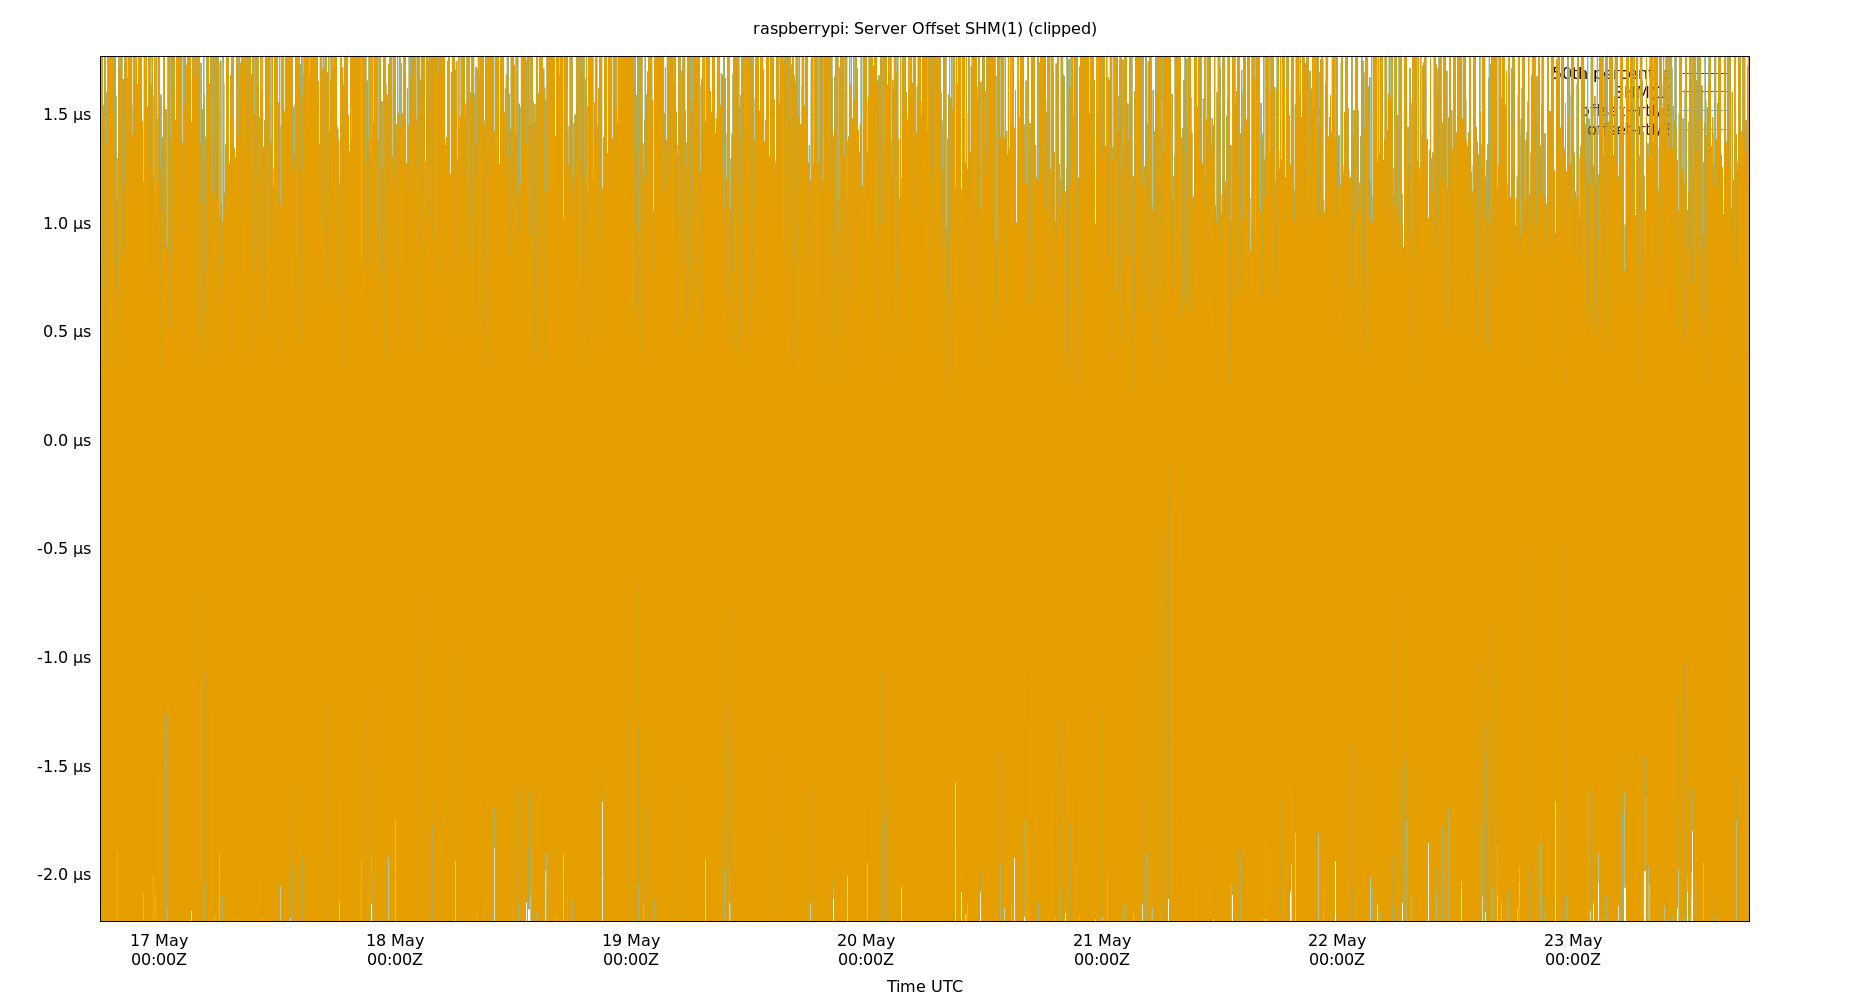 raspberrypi: Server Offset SHM(1) (clipped)
50th
1.5 µs
1.0 µs
0.5 µs
0.0 µs
-0.5 µs
-1.0 µs
-1.5 µs
-2.0 µs
17 May 18 May 19 May 20 May 21 May 22 May 23 May
00:00Z 00:00Z 00:00Z 00:00Z 00:00Z 00:00Z 00:00Z
Time UTC